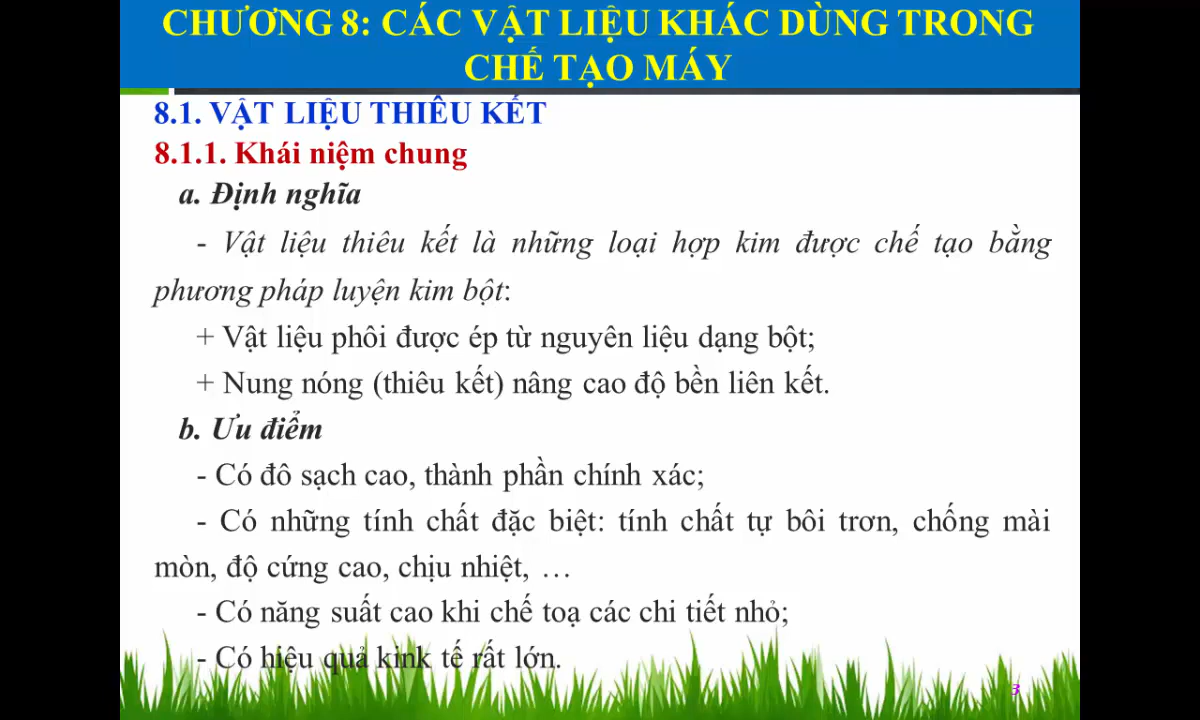 CHƯƠNG 8: CÁC VẬT LIỆU KHÁC DÙNG TRONG
CHẾ TẠO MÁY
8.1. VẬT LIỆU THIÊU KẾT
8.1.1. Khái niệm chung
a. Định nghĩa
- Vật liệu thiêu kết là những loại hợp kim được chế tạo bằng
phương pháp luyện kim bột:
+ Vật liệu phôi được ép từ nguyên liệu dạng bột;
+ Nung nóng (thiêu kết) nâng cao độ bền liên kết.
b. Ưu điểm
- Có đô sạch cao, thành phần chính xác;
- Có những tính chất đặc biệt: tính chất tự bôi trơn, chống mài
mòn, độ cứng cao, chịu nhiệt, …
- Có năng suất cao khi chế toạ các chi tiết nhỏ;
- Có hiệu quả kink tế rất lớn.
3